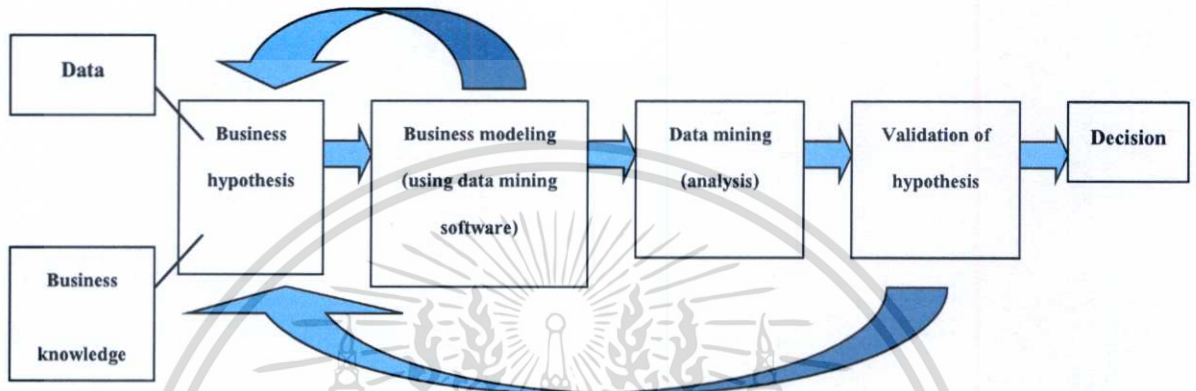 Data
Business
hypothesis
Business modeling
(using data mining
software)
Data mining
(analysis)
Validation of
hypothesis
Decision
Business
knowledge